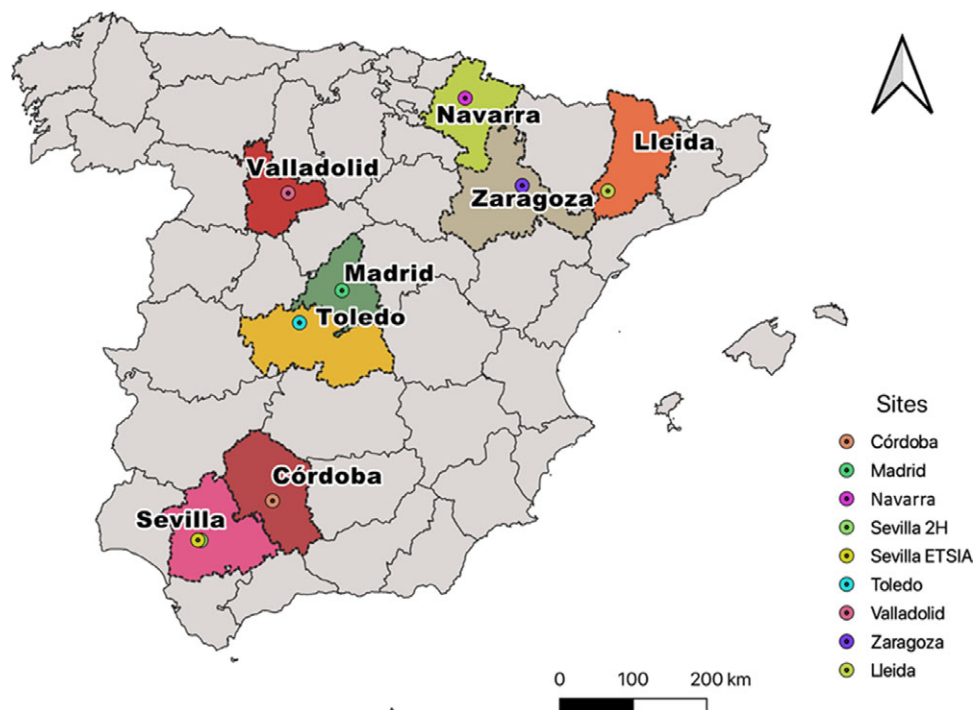 Navarra
Lleida
Valladolid
Zaragoza
Madrid
Toledo
Córdoba
Sevilla
Sites
Córdoba
Madrid
Navarra
Sevilla 2H
Sevilla ETSIA
Toledo
Valladolid
Zaragoza
Lleida
0 100 200 km